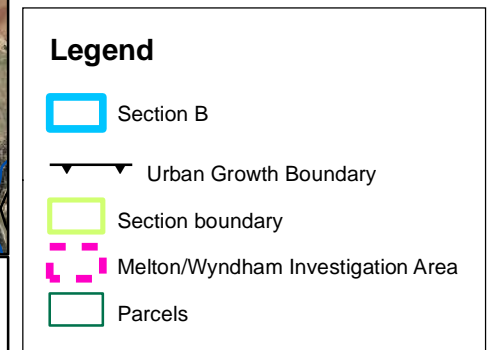 Legend
Section B
Urban Growth Boundary
Section boundary
Melton/Wyndham Investigation Area
Parcels